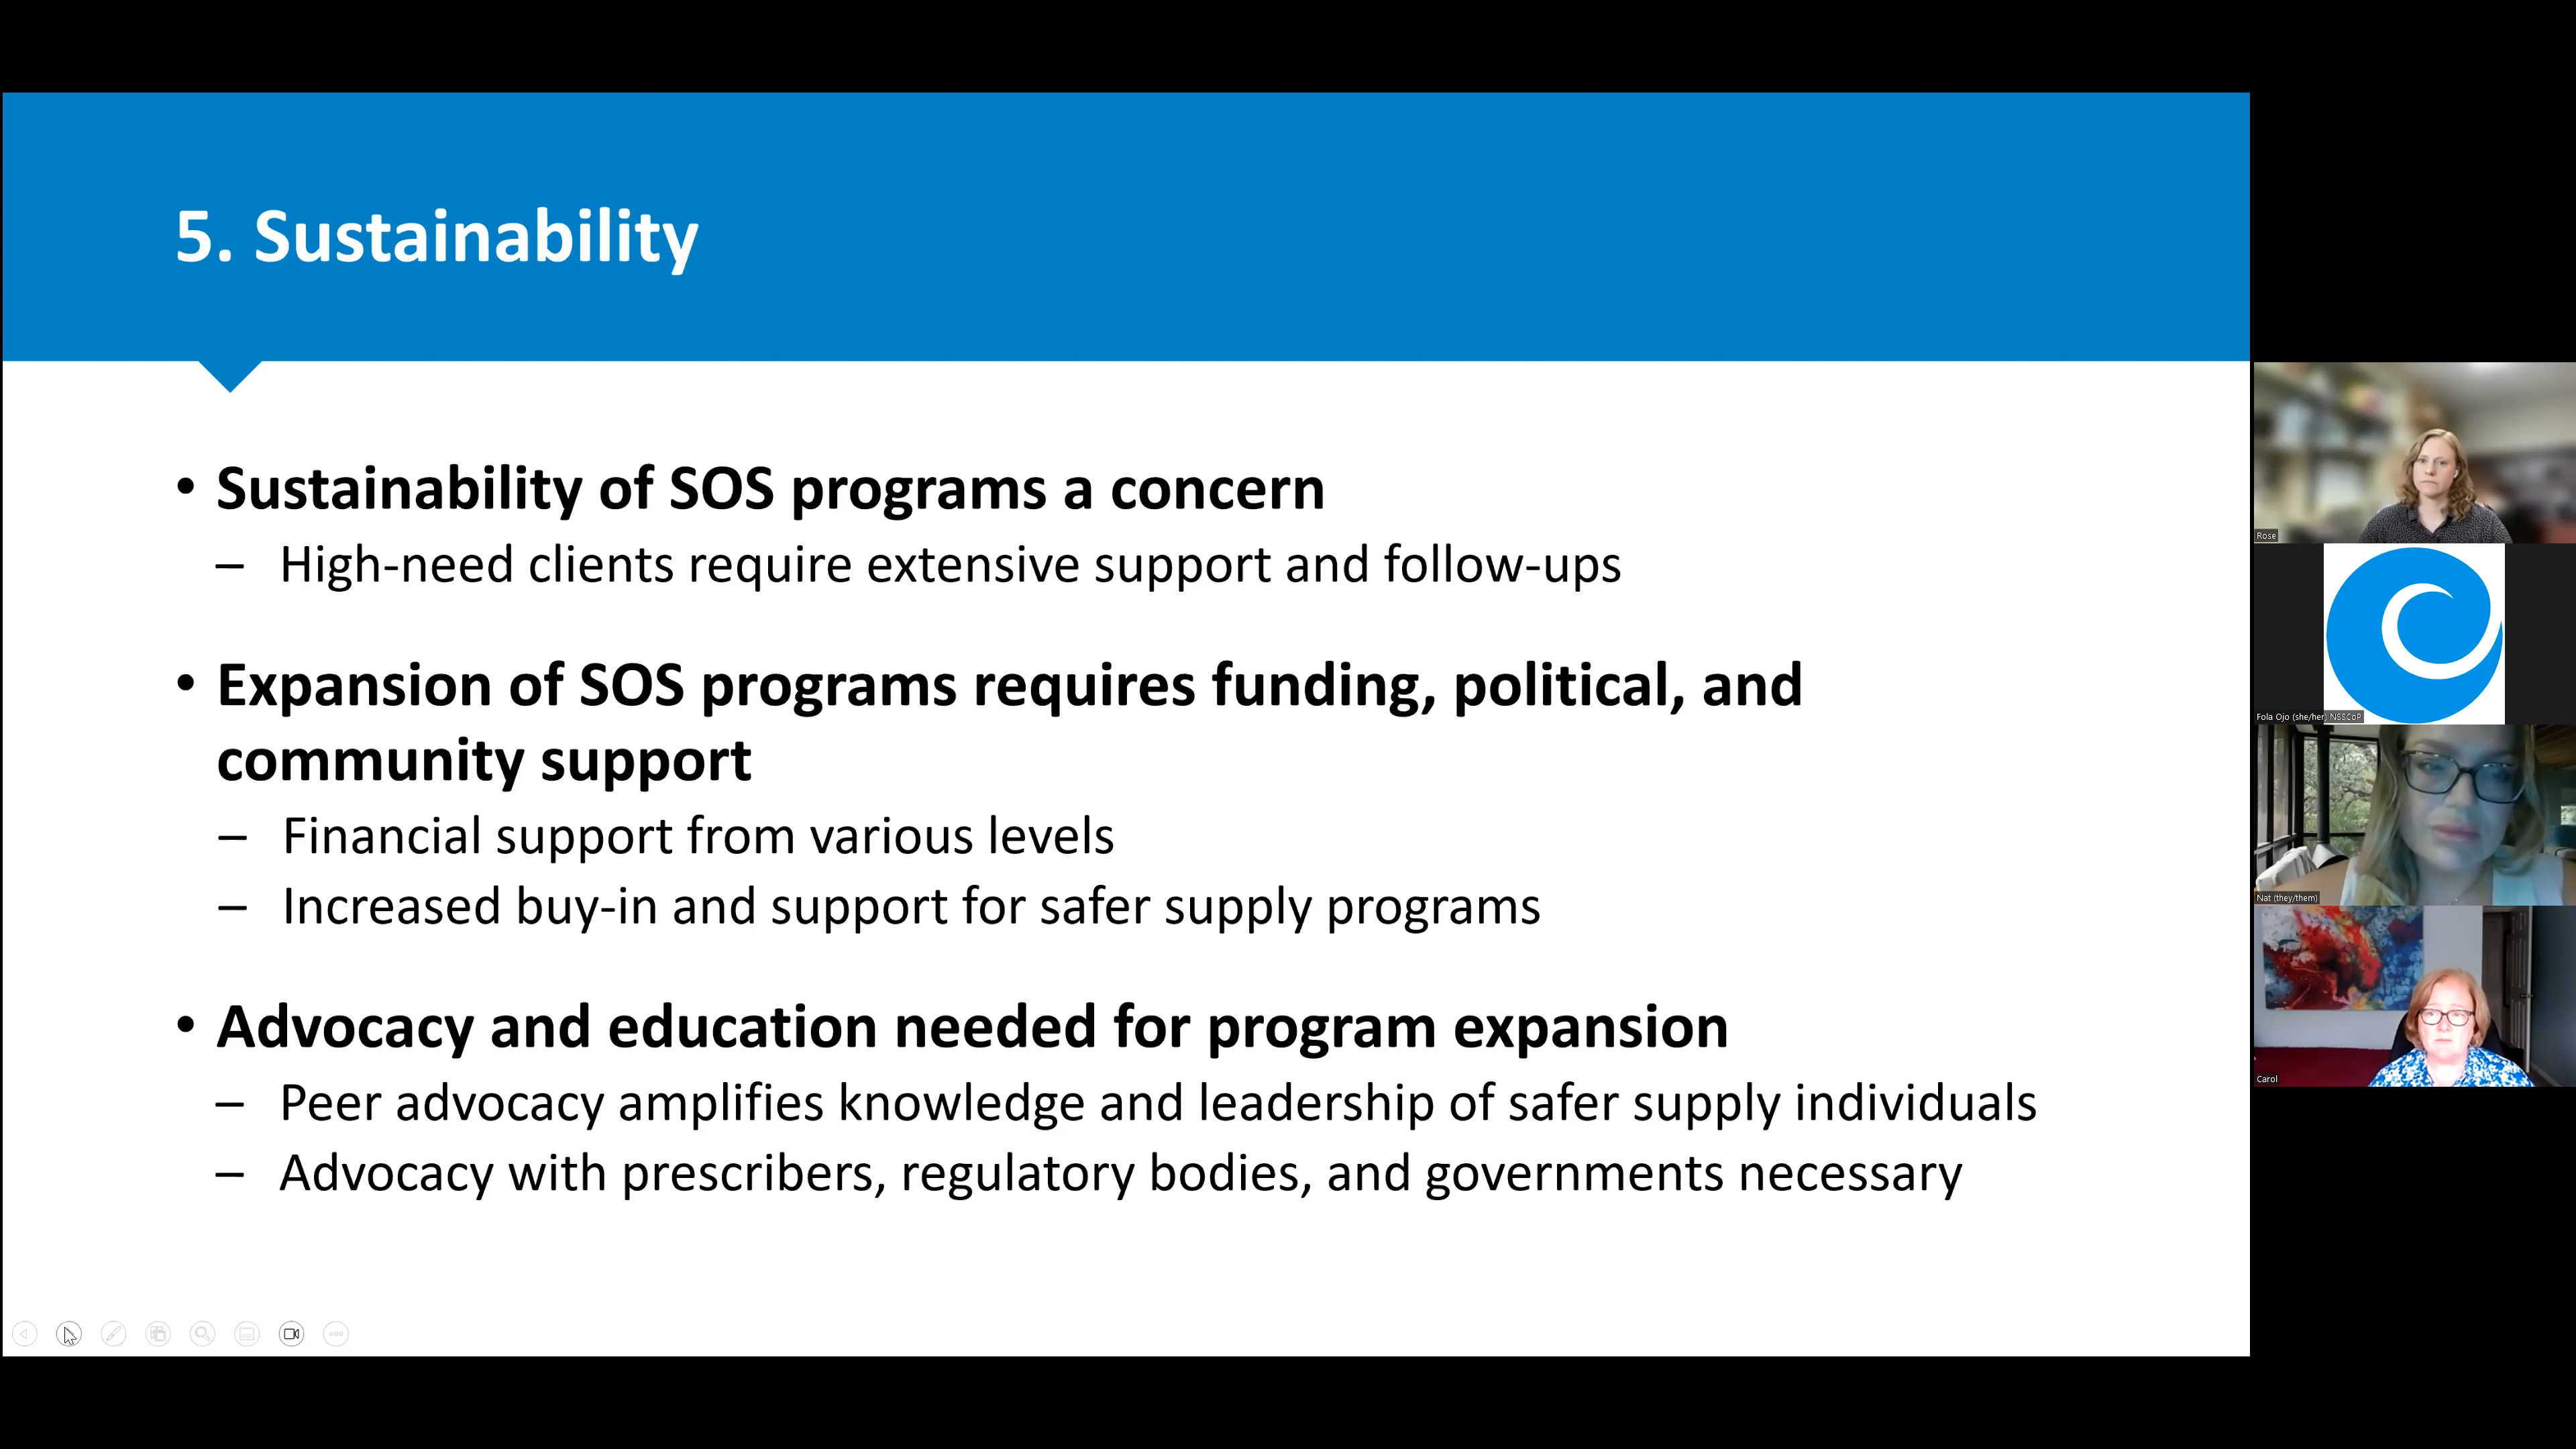 5. Sustainability
• Sustainability of SOS programs a concern
– High-need clients require extensive support and follow-ups
• Expansion of SOS programs requires funding, political, and
community support
– Financial support from various levels
– Increased buy-in and support for safer supply programs
• Advocacy and education needed for program expansion
– Peer advocacy amplifies knowledge and leadership of safer supply individuals
– Advocacy with prescribers, regulatory bodies, and governments necessary
Rose
Fola Ojo (she/her) NSSCoP
Nat (they/them)
Carol